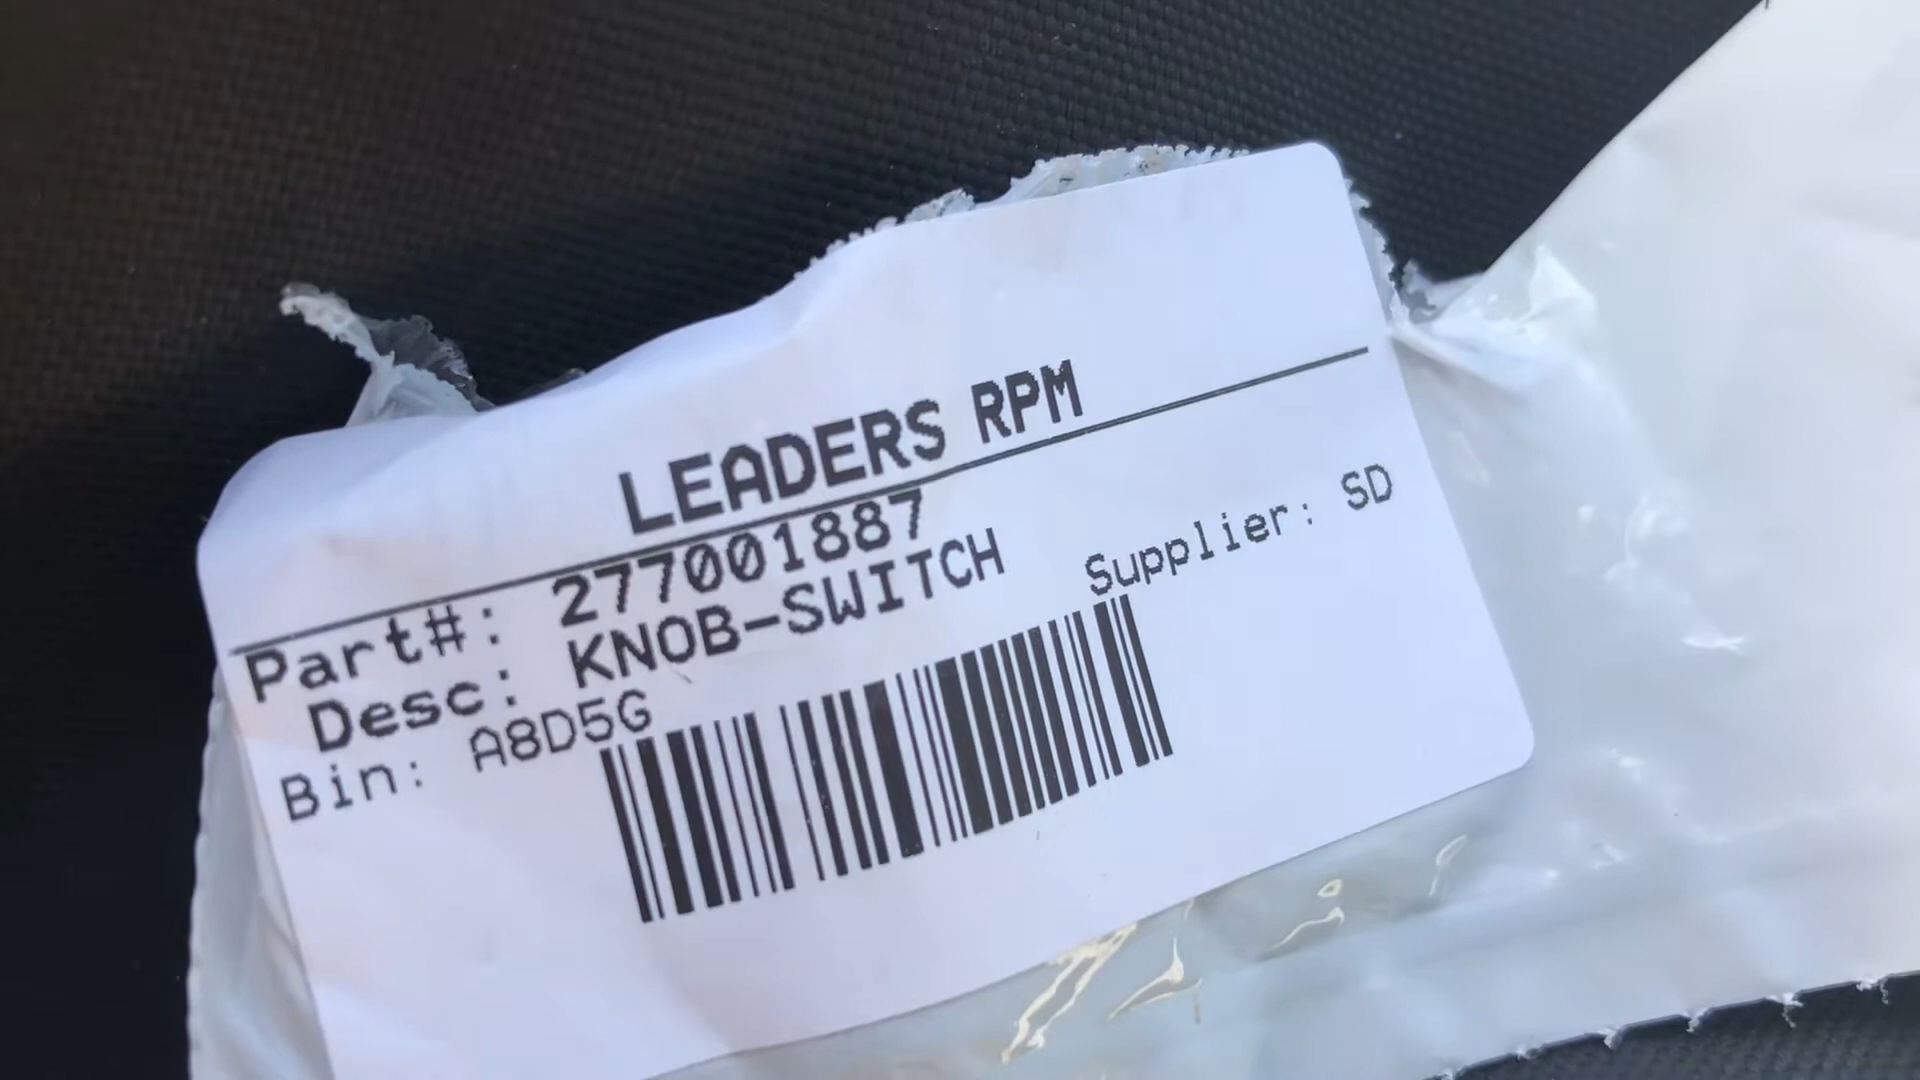 LEADERS RPM
Part#: 277001887
Desc: KNOB-SWITCH
Bin: A8D5G
Supplier: SD